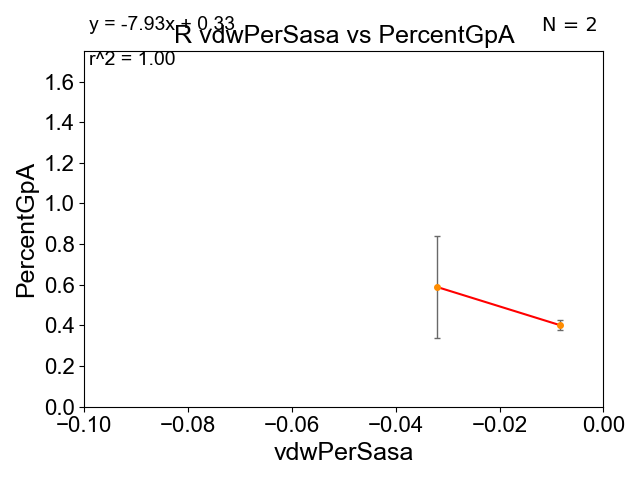 y = -7.93x + 0.33
R vdwPerSasa vs PercentGpA
N = 2
r^2 = 1.00
PercentGpA
1.6
1.4
1.2
1.0
0.8
0.6
0.4
0.2
0.0
−0.10
−0.08
−0.06
−0.04
−0.02
0.00
vdwPerSasa